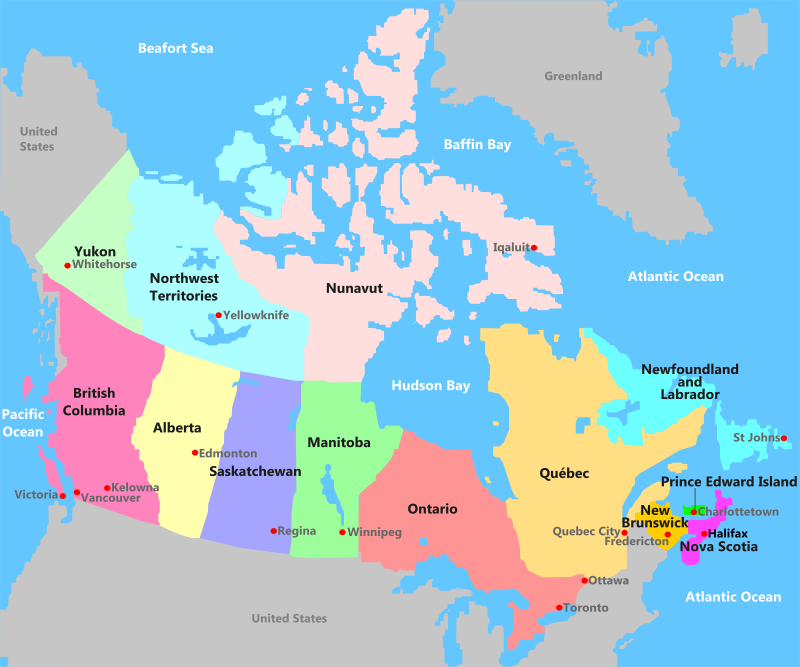 Beafort Sea
Greenland
United
States
Baffin Bay
Iqaluit
Yukon
Whitehorse
Northwest
Territories
Nunavut
Atlantic Ocean
Yellowknife
Newfoundland
and
Labrador
Hudson Bay
British
Columbia
Pacific
Ocean
Alberta
Manitoba
St Johns
Edmonton
Saskatchewan
Québec
Prince Edward Island
Kelowna
Victoria
Vancouver
Ontario
New
Brunswick
Charlottetown
Regina
Winnipeg
Quebec City
Fredericton
Halifax
Nova Scotia
Ottawa
Atlantic Ocean
Toronto
United States